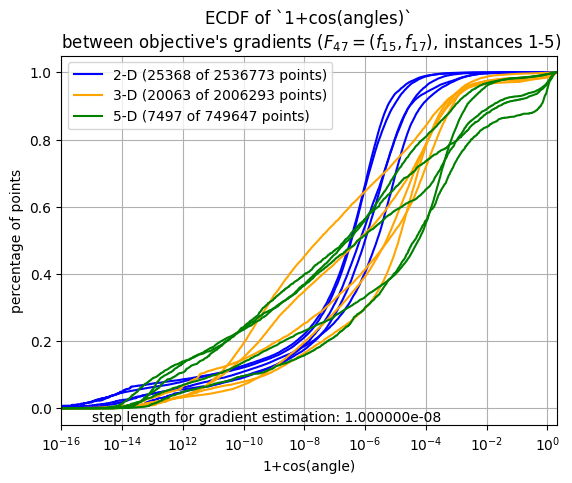 ECDF of `1+cos(angles)`
between objective's gradients (F₄₇ = (f₁₅, f₁₇), instances 1-5)
2-D (25368 of 2536773 points)
3-D (20063 of 2006293 points)
5-D (7497 of 749647 points)
percentage of points
1.0
0.8
0.6
0.4
0.2
0.0
step length for gradient estimation: 1.000000e-08
10⁻¹⁶ 10⁻¹⁴ 10⁻¹² 10⁻¹⁰ 10⁻⁸ 10⁻⁶ 10⁻⁴ 10⁻² 10⁰
1+cos(angle)